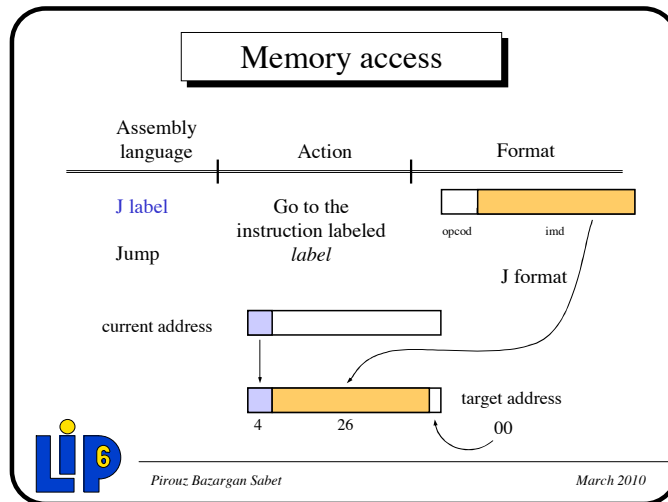 Memory access
Assembly
language
Action
Format
J label
Jump
Go to the
instruction labeled
label
opcod
imd
J format
current address
target address
4
26
00
LIP6
Pirouz Bazargan Sabet
March 2010